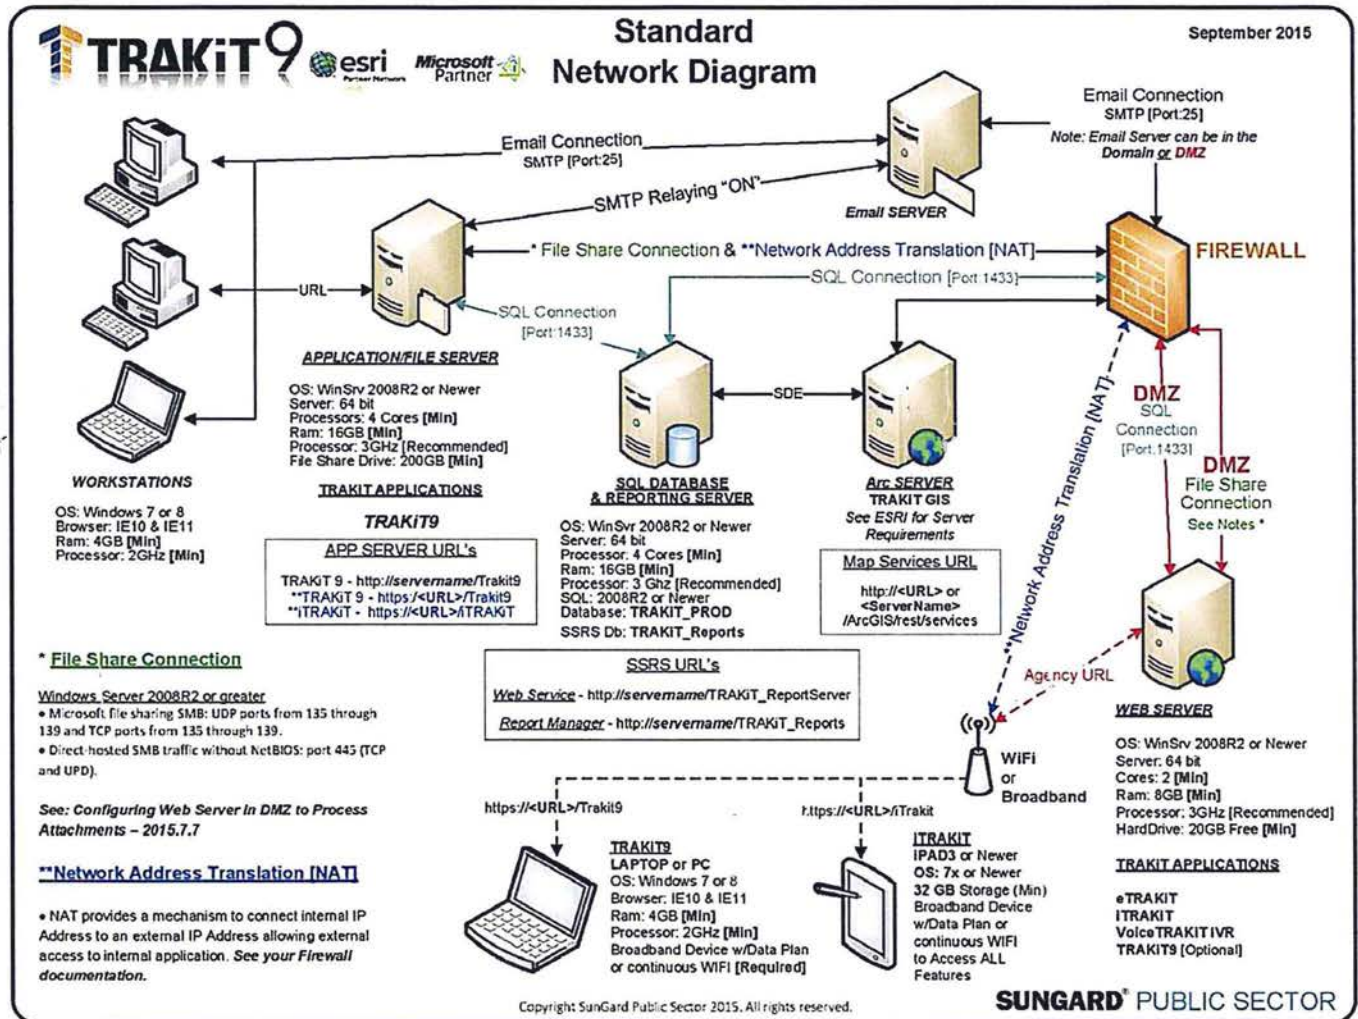 TRAKiT 9
esri
Partner Network
Microsoft
Partner
Standard
Network Diagram
September 2015
Email Connection
SMTP [Port:25]
Email Connection
SMTP [Port:25]
Note: Email Server can be in the
Domain or DMZ
SMTP Relaying "ON"
Email SERVER
* File Share Connection & **Network Address Translation [NAT]
FIREWALL
SQL Connection [Port:1433]
URL
SQL Connection
[Port:1433]
SDE
DMZ
SQL
Connection
[Port:1433]
DMZ
File Share
Connection
See Notes *
**Network Address Translation [NAT]
Agency URL
WORKSTATIONS
OS: Windows 7 or 8
Browser: IE10 & IE11
Ram: 4GB [Min]
Processor: 2GHz [Min]
APPLICATION/FILE SERVER
OS: WinSrv 2008R2 or Newer
Server: 64 bit
Processors: 4 Cores [Min]
Ram: 16GB [Min]
Processor: 3GHz [Recommended]
File Share Drive: 200GB [Min]
TRAKIT APPLICATIONS
TRAKiT9
APP SERVER URL's
TRAKiT 9 - http://servername/Trakit9
**TRAKiT 9 - https:/<URL>/Trakit9
**iTRAKiT - https://<URL>/iTRAKiT
SQL DATABASE
& REPORTING SERVER
OS: WinSvr 2008R2 or Newer
Server: 64 bit
Processor: 4 Cores [Min]
Ram: 16GB [Min]
Processor: 3 Ghz [Recommended]
SQL: 2008R2 or Newer
Database: TRAKIT_PROD
SSRS Db: TRAKIT_Reports
SSRS URL's
Web Service - http://servername/TRAKiT_ReportServer
Report Manager - http://servername/TRAKiT_Reports
Arc SERVER
TRAKIT GIS
See ESRI for Server
Requirements
Map Services URL
http://<URL> or
<ServerName>
/ArcGIS/rest/services
* File Share Connection
Windows Server 2008R2 or greater
• Microsoft file sharing SMB: UDP ports from 135 through
139 and TCP ports from 135 through 139.
• Direct-hosted SMB traffic without NetBIOS: port 445 (TCP
and UPD).
See: Configuring Web Server in DMZ to Process
Attachments – 2015.7.7
**Network Address Translation [NAT]
• NAT provides a mechanism to connect internal IP
Address to an external IP Address allowing external
access to internal application. See your Firewall
documentation.
WiFi
or
Broadband
https://<URL>/Trakit9
https://<URL>/iTrakit
TRAKIT9
LAPTOP or PC
OS: Windows 7 or 8
Browser: IE10 & IE11
Ram: 4GB [Min]
Processor: 2GHz [Min]
Broadband Device w/Data Plan
or continuous WIFI [Required]
ITRAKIT
IPAD3 or Newer
OS: 7x or Newer
32 GB Storage (Min)
Broadband Device
w/Data Plan or
continuous WIFI
to Access ALL
Features
WEB SERVER
OS: WinSrv 2008R2 or Newer
Server: 64 bit
Cores: 2 [Min]
Ram: 8GB [Min]
Processor: 3GHz [Recommended]
HardDrive: 20GB Free [Min]
TRAKIT APPLICATIONS
eTRAKIT
ITRAKIT
VoiceTRAKIT IVR
TRAKIT9 [Optional]
Copyright SunGard Public Sector 2015. All rights reserved.
SUNGARD® PUBLIC SECTOR